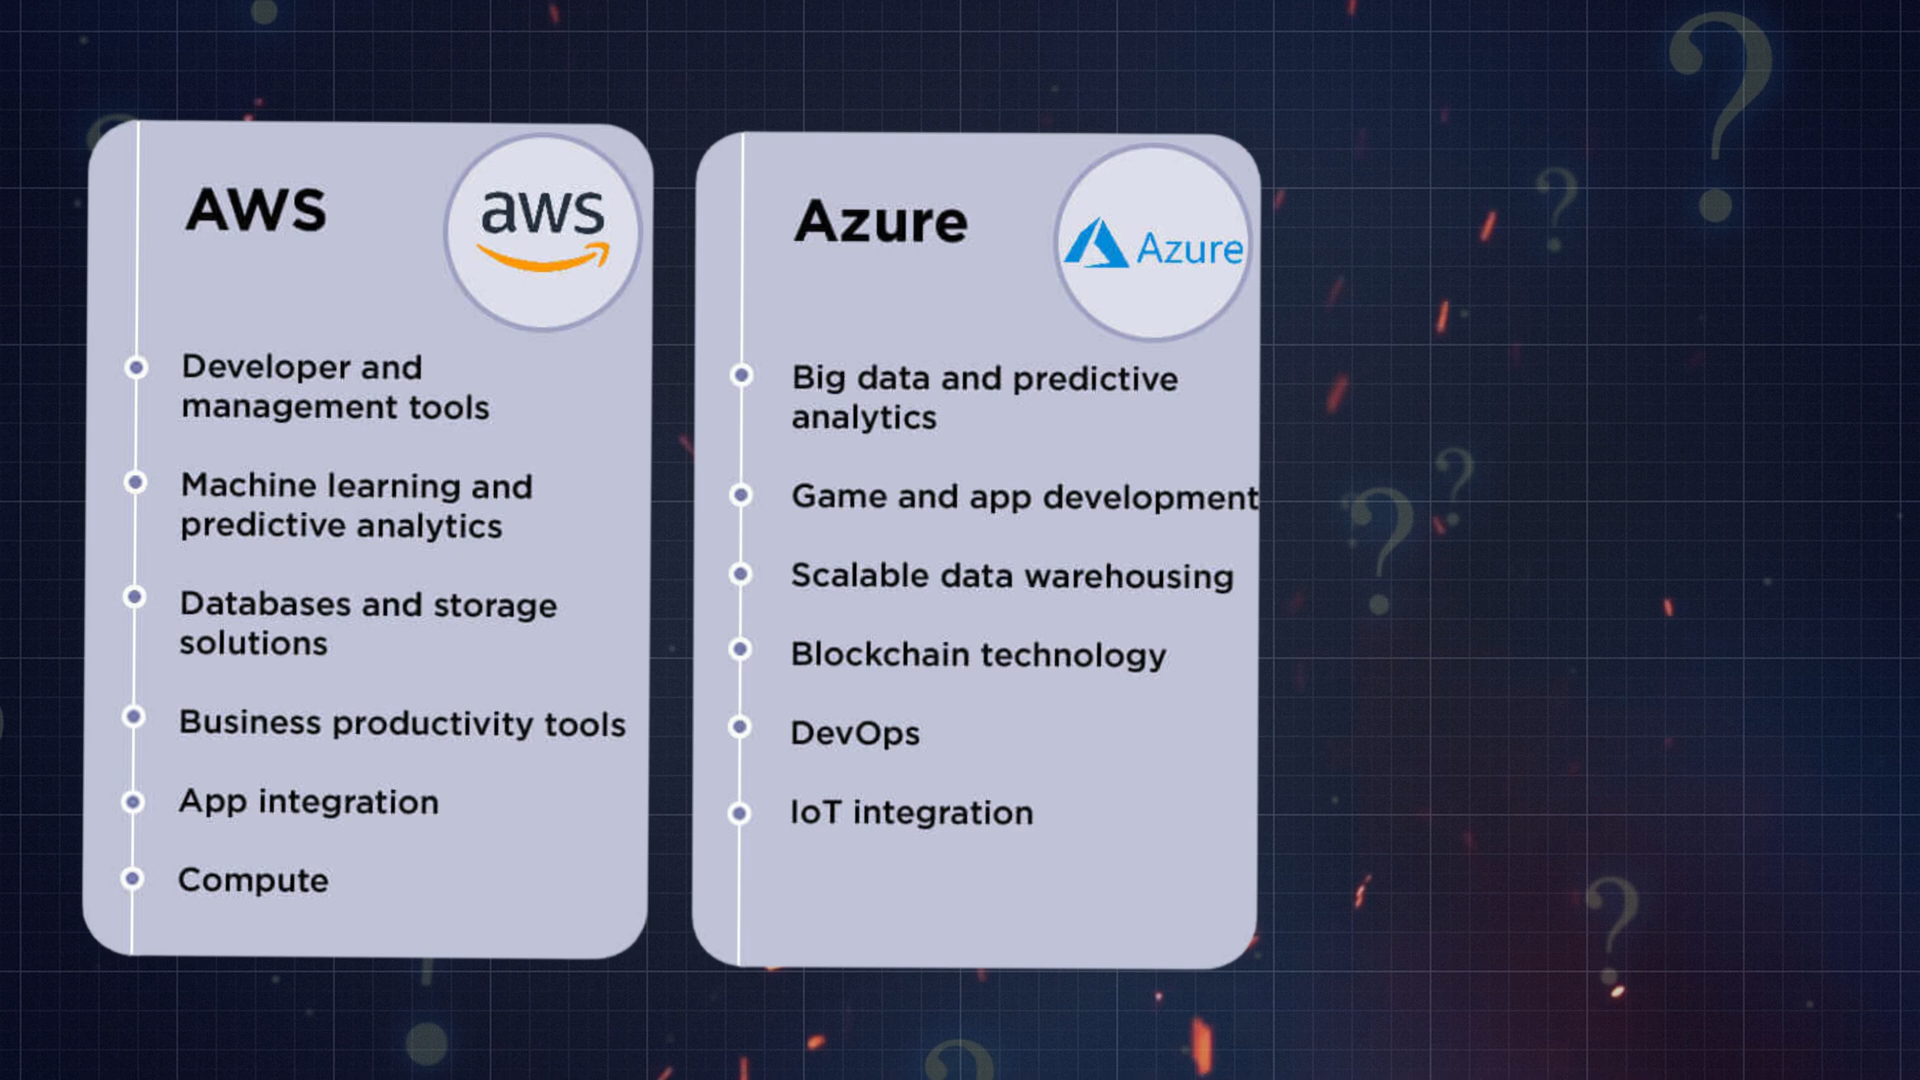 AWS
aws
Developer and
management tools
Machine learning and
predictive analytics
Databases and storage
solutions
Business productivity tools
App integration
Compute
Azure
Azure
Big data and predictive
analytics
Game and app development
Scalable data warehousing
Blockchain technology
DevOps
IoT integration
? ? ? ? ? ? ?